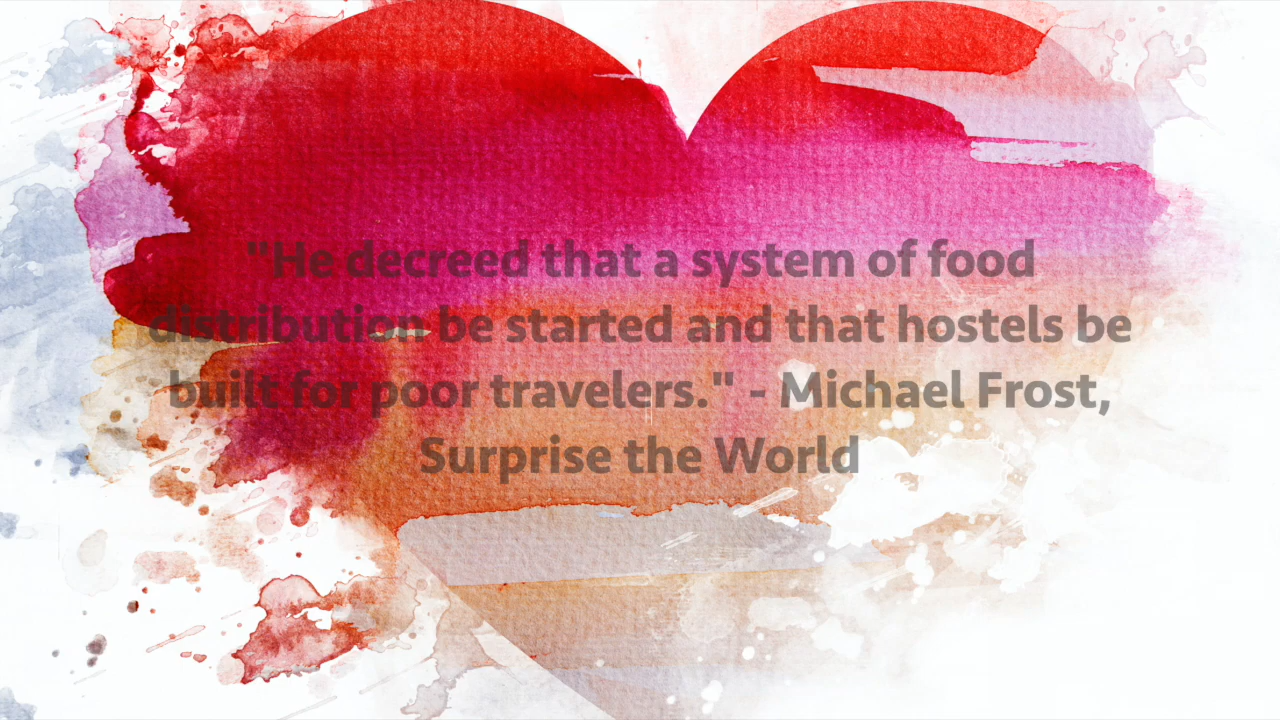 "He decreed that a system of food
distribution be started and that hostels be
built for poor travelers." - Michael Frost,
Surprise the World